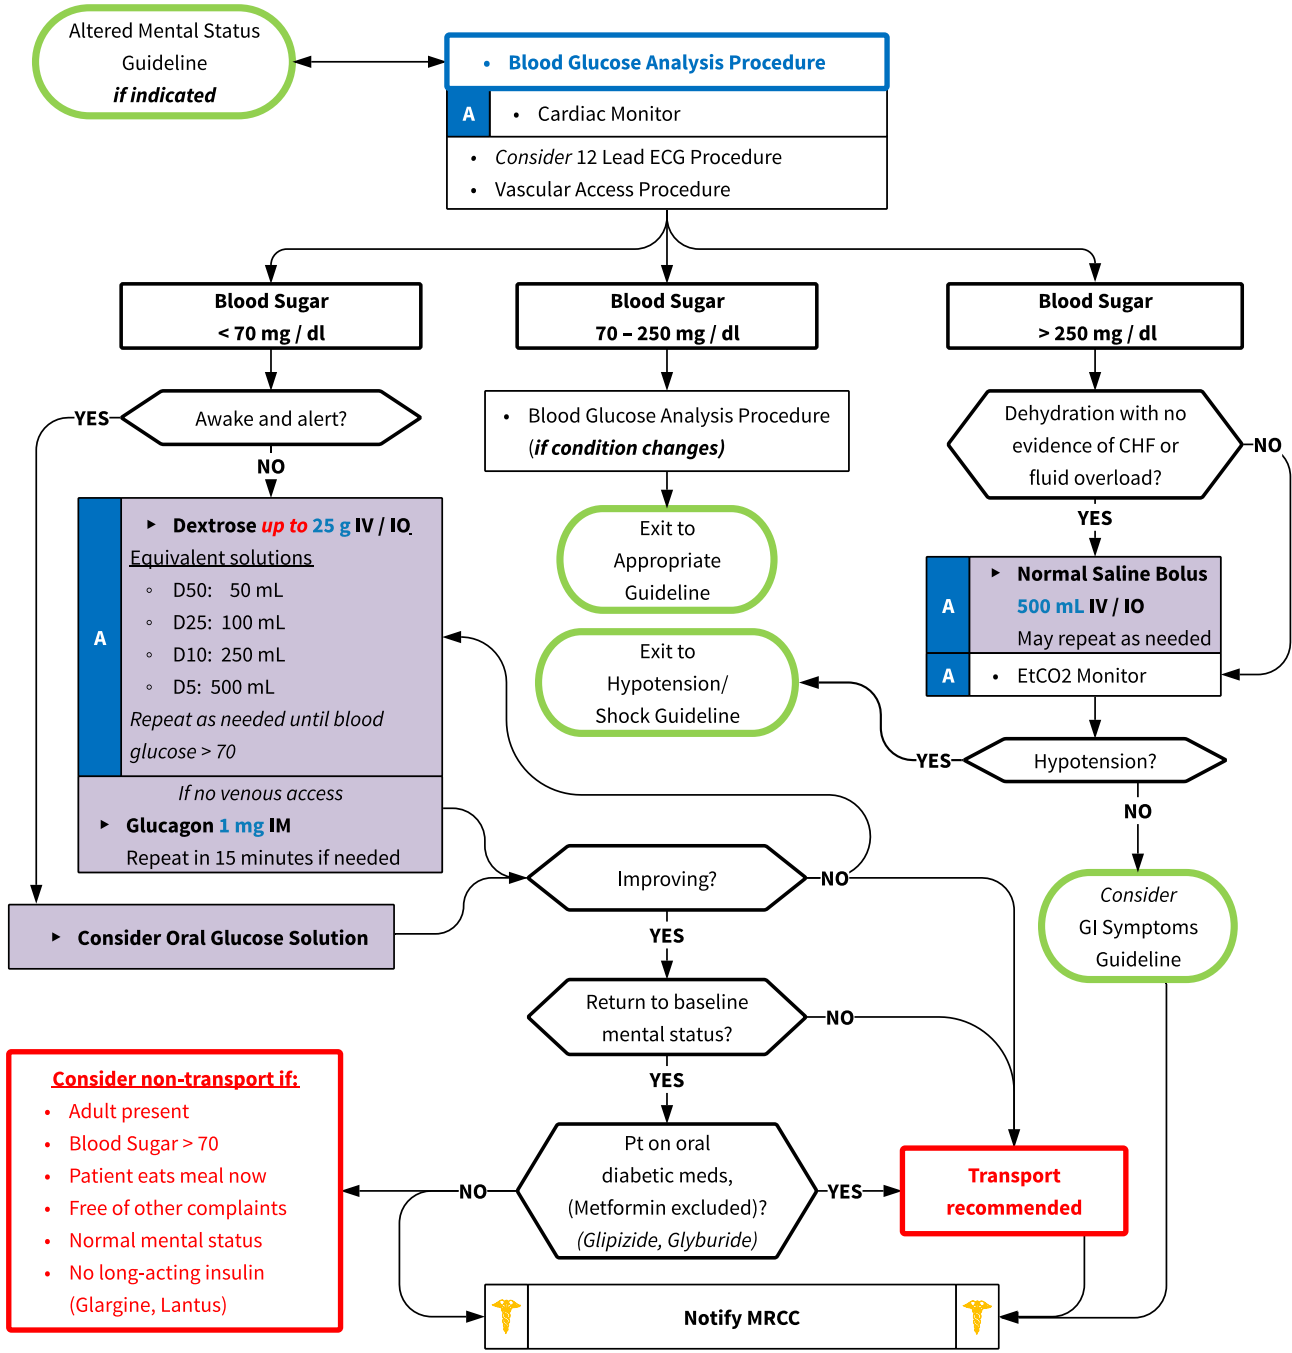 Altered Mental Status
Guideline
if indicated
• Blood Glucose Analysis Procedure
A
• Cardiac Monitor
• Consider 12 Lead ECG Procedure
• Vascular Access Procedure
Blood Sugar
< 70 mg / dl
Blood Sugar
70 – 250 mg / dl
Blood Sugar
> 250 mg / dl
YES
Awake and alert?
NO
• Blood Glucose Analysis Procedure
(if condition changes)
Dehydration with no
evidence of CHF or
fluid overload?
NO
YES
A
▸ Dextrose up to 25 g IV / IO.
Equivalent solutions
◦ D50: 50 mL
◦ D25: 100 mL
◦ D10: 250 mL
◦ D5: 500 mL
Repeat as needed until blood
glucose > 70
If no venous access
▸ Glucagon 1 mg IM
Repeat in 15 minutes if needed
▸ Consider Oral Glucose Solution
Exit to
Appropriate
Guideline
Exit to
Hypotension/
Shock Guideline
A
▸ Normal Saline Bolus
500 mL IV / IO
May repeat as needed
A
• EtCO2 Monitor
YES
Hypotension?
NO
Consider
GI Symptoms
Guideline
Improving?
NO
YES
Return to baseline
mental status?
NO
YES
Pt on oral
diabetic meds,
(Metformin excluded)?
(Glipizide, Glyburide)
NO
YES
Transport
recommended
Consider non-transport if:
• Adult present
• Blood Sugar > 70
• Patient eats meal now
• Free of other complaints
• Normal mental status
• No long-acting insulin
(Glargine, Lantus)
Notify MRCC